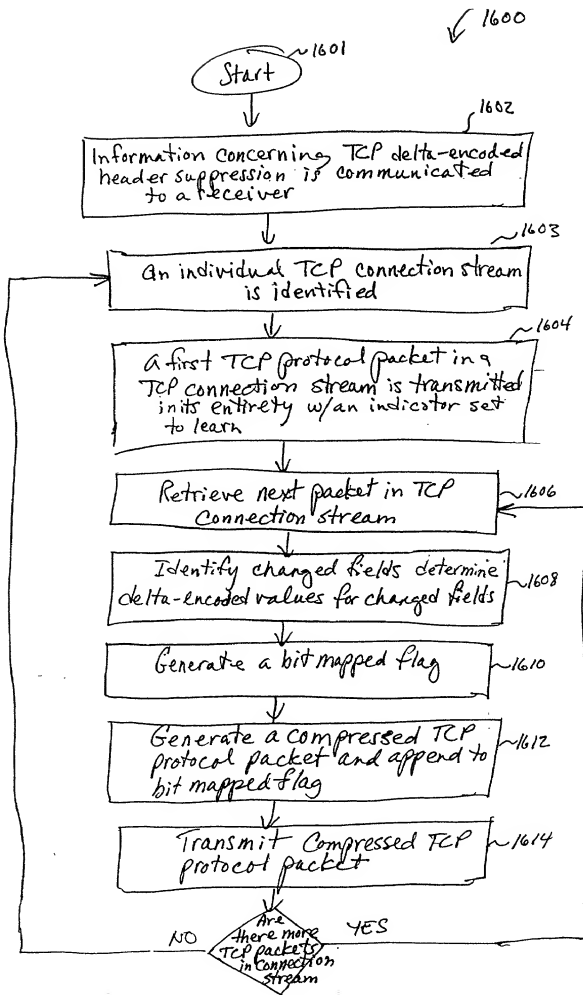 1600
1601
Start
1602
Information concerning TCP delta-encoded
header suppression is communicated
to a receiver
1603
An individual TCP connection stream
is identified
1604
A first TCP protocol packet in a
TCP connection stream is transmitted
in its entirety w/an indicator set
to learn
Retrieve next packet in TCP
1606
Connection stream
Identify changed fields determine
delta-encoded values for changed fields
1608
Generate a bit mapped flag
1610
Generate a compressed TCP
protocol packet and append to
1612
bit mapped flag
Transmit Compressed TCP
1614
protocol packet
NO
Are
there more
TCP packets
in Connection
stream
YES